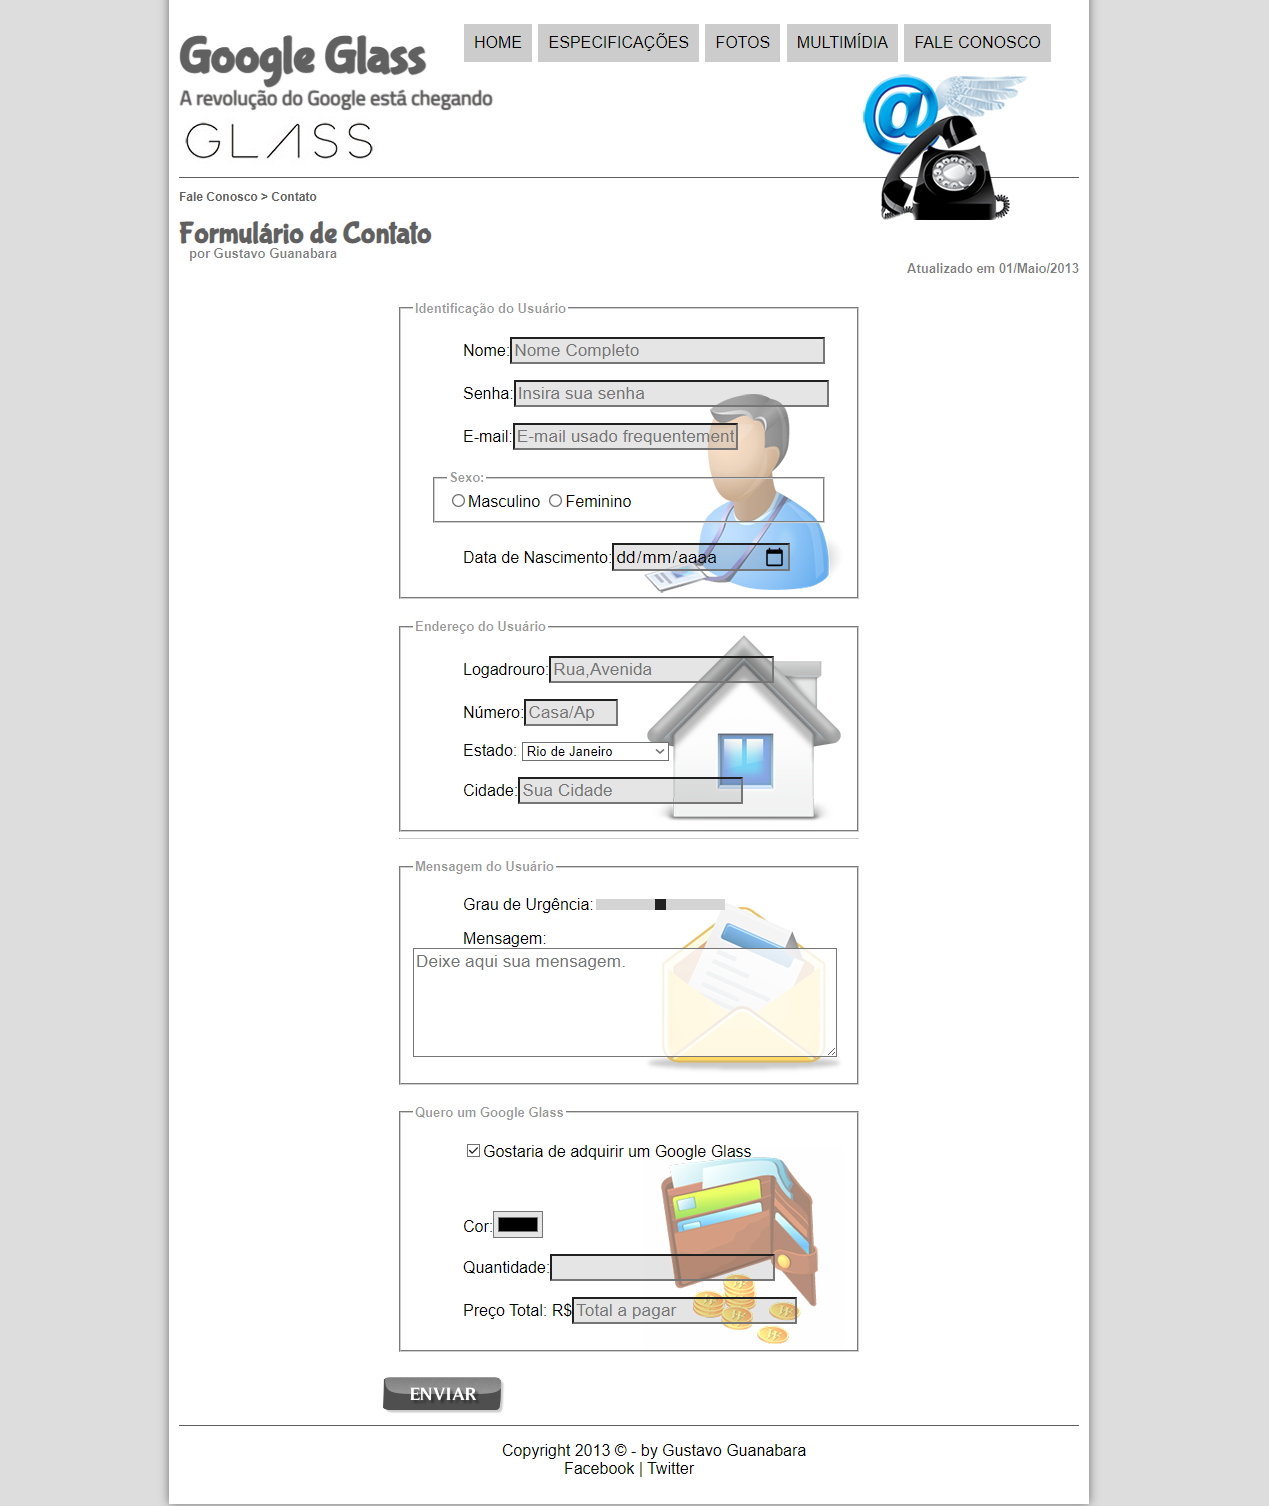 Google Glass
HOME
ESPECIFICAÇÕES
FOTOS
MULTIMÍDIA
FALE CONOSCO
A revolução do Google está chegando
GLASS
@
Fale Conosco > Contato
Formulário de Contato
por Gustavo Guanabara
Atualizado em 01/Maio/2013
Identificação do Usuário
Nome: Nome Completo
Senha: Insira sua senha
E-mail: E-mail usado frequentement
Sexo:
Masculino Feminino
Data de Nascimento: dd/mm/aaaa
Endereço do Usuário
Logadrouro: Rua,Avenida
Número: Casa/Ap
Estado: Rio de Janeiro
Cidade: Sua Cidade
Mensagem do Usuário
Grau de Urgência:
Mensagem:
Deixe aqui sua mensagem.
Quero um Google Glass
Gostaria de adquirir um Google Glass
Cor:
Quantidade:
Preço Total: R$ Total a pagar
ENVIAR
Copyright 2013 © - by Gustavo Guanabara
Facebook | Twitter